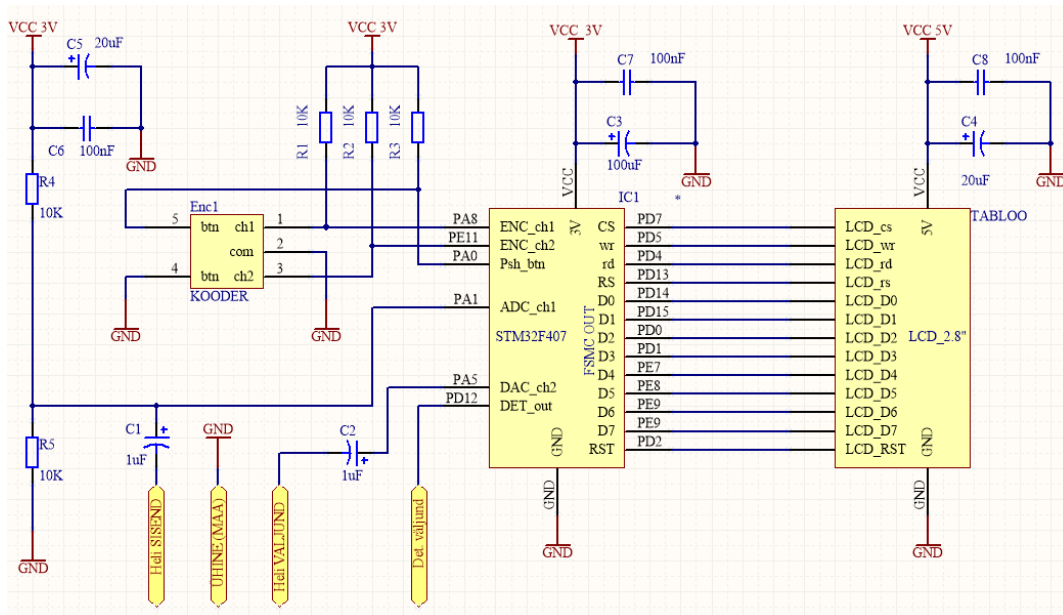 VCC 3V
VCC 3V
VCC_3V
VCC 5V
C5
20uF
C6
100nF
GND
C7
100nF
C3
100uF
GND
C8
100nF
C4
20uF
GND
R1
10K
R2
10K
R3
10K
R4
10K
Enc1
5
btn
ch1
1
com
2
4
btn
ch2
3
KOODER
GND
GND
IC1
*
VCC
3V
PA8
ENC_ch1
PE11
ENC_ch2
PA0
Psh_btn
PA1
ADC_ch1
STM32F407
FSMC OUT
PA5
DAC_ch2
PD12
DET_out
GND
GND
GND
CS
PD7
wr
PD5
rd
PD4
RS
PD13
D0
PD14
D1
PD15
D2
PD0
D3
PD1
D4
PE7
D5
PE8
D6
PE9
D7
PE9
RST
PD2
VCC
5V
TABLOO
LCD_cs
LCD_wr
LCD_rd
LCD_rs
LCD_D0
LCD_D1
LCD_D2
LCD_D3
LCD_D4
LCD_D5
LCD_D6
LCD_D7
LCD_RST
LCD_2.8"
GND
GND
GND
R5
10K
GND
C1
1uF
GND
C2
1uF
Heli SISEND
ÜHINE (MAA)
Heli VÄLJUND
Det. väljund